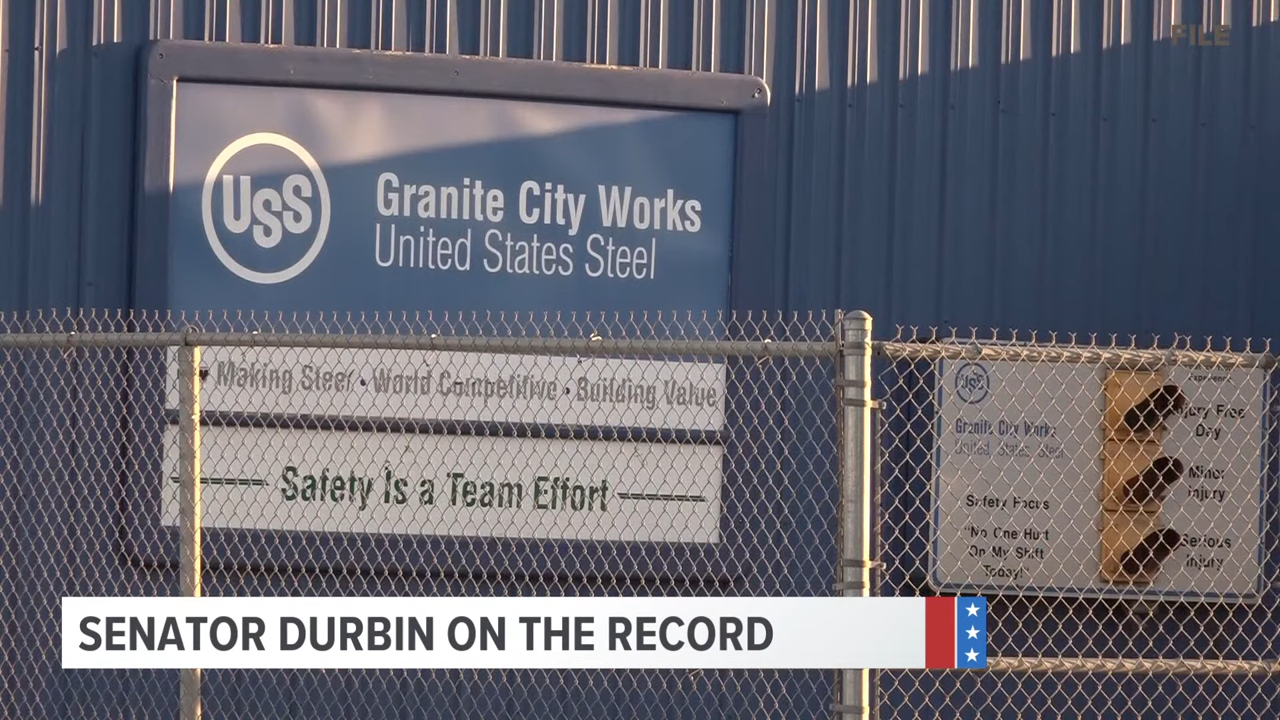 FILE
USS
Granite City Works
United States Steel
• Making Steel • World Competitive • Building Value
Safety Is a Team Effort
USS
Granite City Works
United States Steel
Safety Focus
"No One Hurt
On My Shift
Today!"
Experience
Injury Free
Day
Minor
Injury
Serious
Injury
SENATOR DURBIN ON THE RECORD